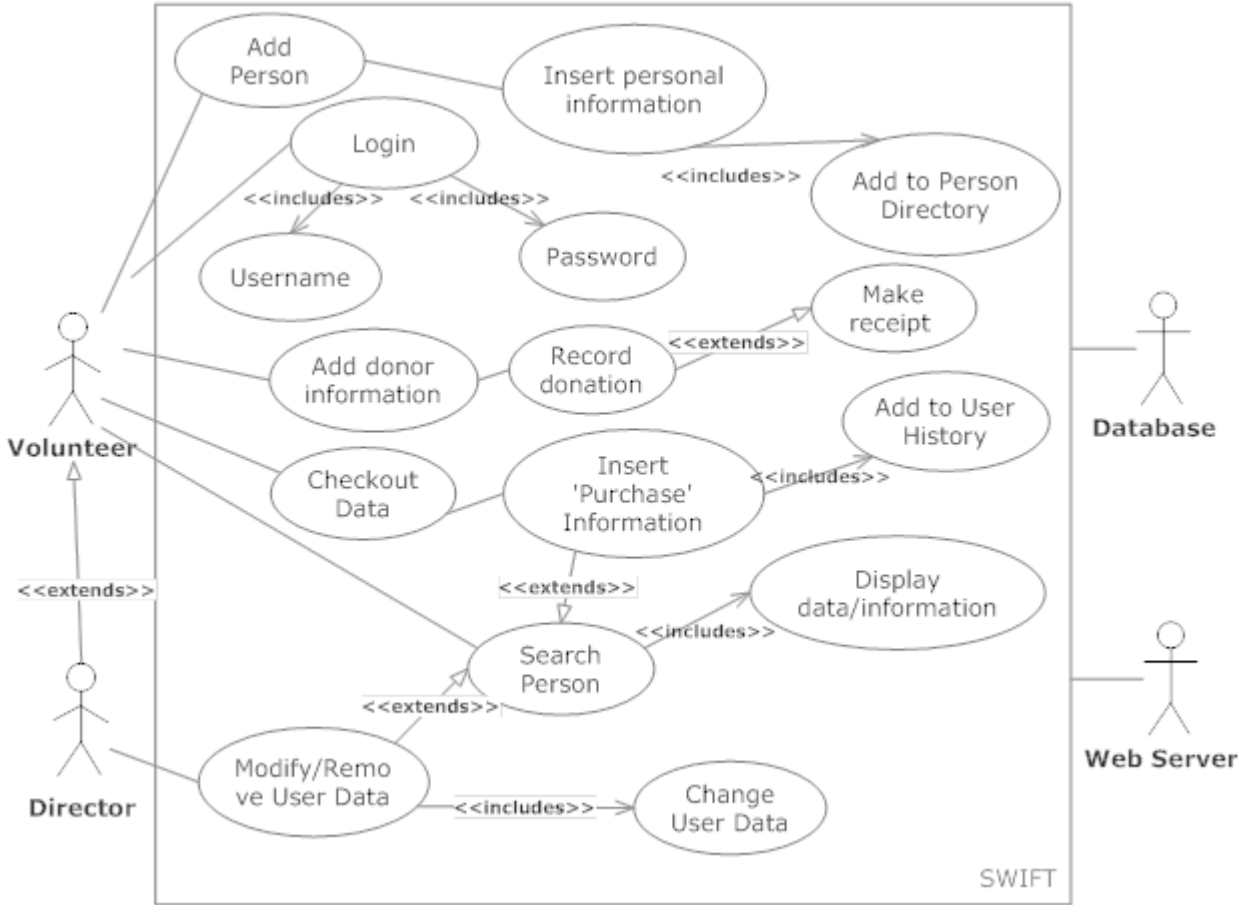 Add
Person
Insert personal
information
Login
<<includes>>
<<includes>>
<<includes>>
Add to Person
Directory
Username
Password
Make
receipt
<<extends>>
Add donor
information
Record
donation
Volunteer
Database
Add to User
History
Checkout
Data
Insert
'Purchase'
Information
<<includes>>
<<extends>>
<<extends>>
Display
data/information
<<includes>>
Search
Person
<<extends>>
Director
Modify/Remo
ve User Data
<<includes>>
Change
User Data
Web Server
SWIFT